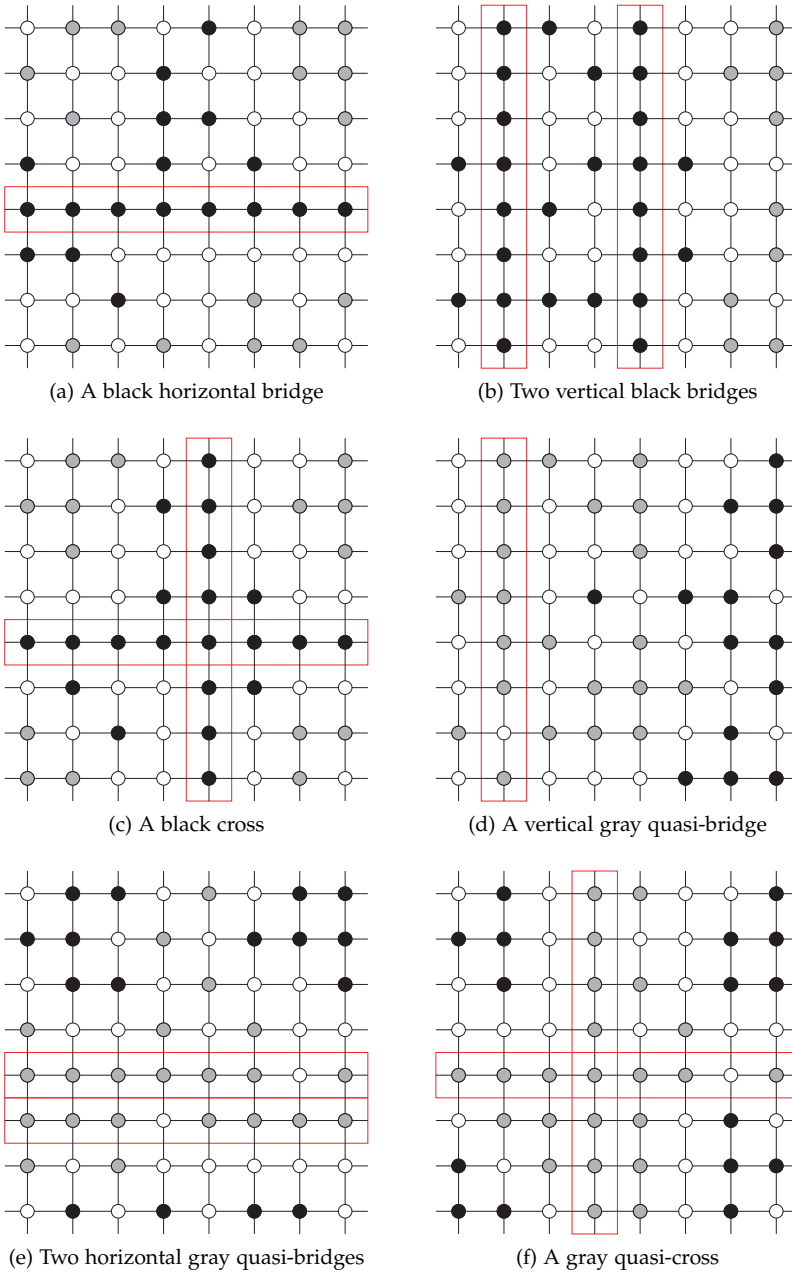 (a) A black horizontal bridge
(b) Two vertical black bridges
(c) A black cross
(d) A vertical gray quasi-bridge
(e) Two horizontal gray quasi-bridges
(f) A gray quasi-cross